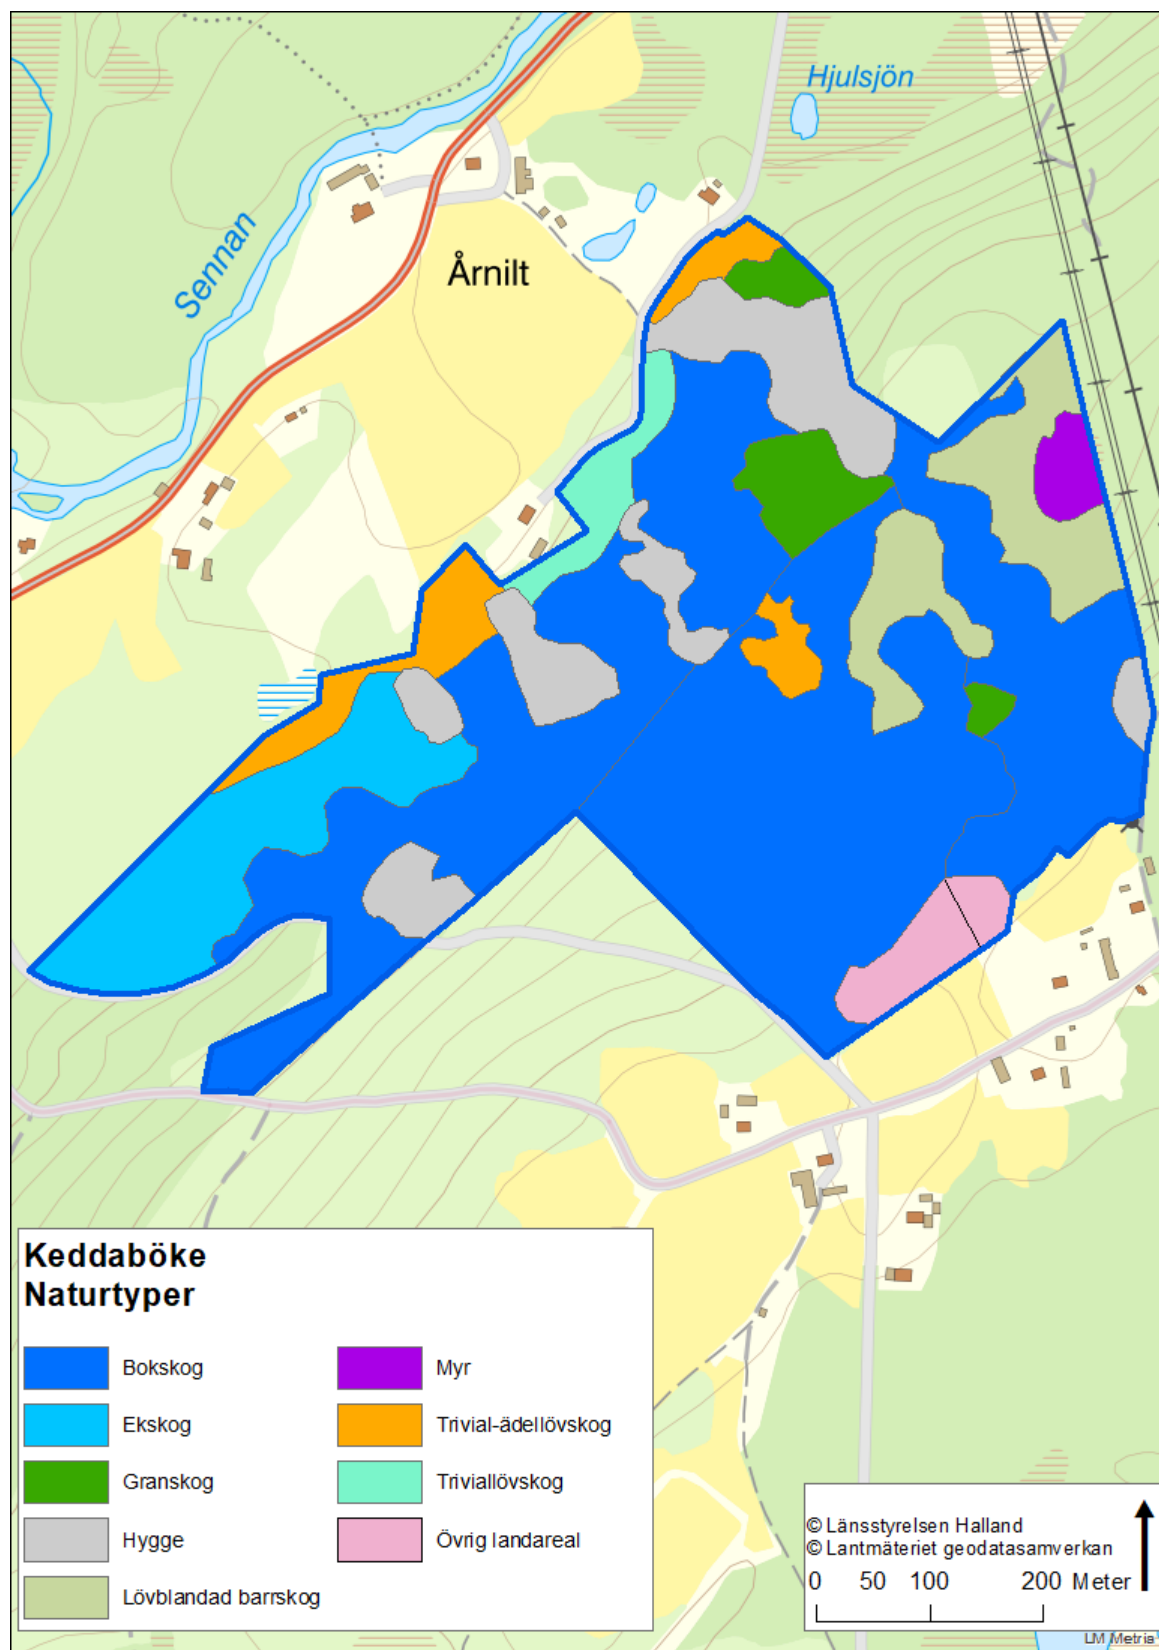 Hjulsjön
Sennan
Årnilt
Keddaböke
Naturtyper
Bokskog
Ekskog
Granskog
Hygge
Lövblandad barrskog
Myr
Trivial-ädellövskog
Triviallövskog
Övrig landareal
© Länsstyrelsen Halland
© Lantmäteriet geodatasamverkan
0 50 100 200 Meter
LM Metria